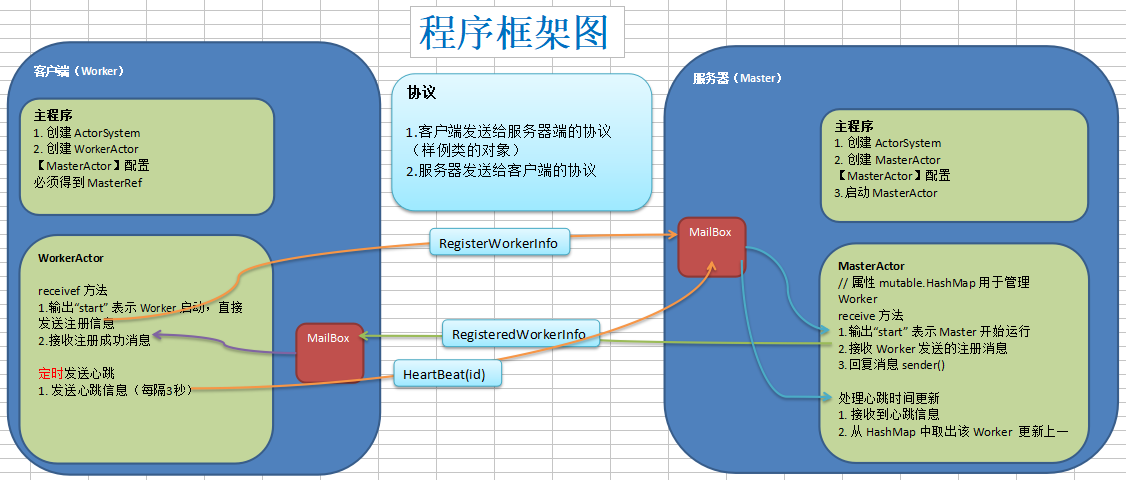 程序框架图
客户端（Worker）
主程序
1. 创建 ActorSystem
2. 创建 WorkerActor
【MasterActor】配置
必须得到 MasterRef
WorkerActor
receivef 方法
1.输出“start” 表示 Worker 启动，直接
发送注册信息
2.接收注册成功消息
定时发送心跳
1. 发送心跳信息（每隔3秒）
MailBox
协议
1.客户端发送给服务器端的协议
（样例类的对象）
2.服务器发送给客户端的协议
RegisterWorkerInfo
RegisteredWorkerInfo
HeartBeat(id)
服务器（Master）
主程序
1. 创建 ActorSystem
2. 创建 MasterActor
【MasterActor】配置
3.启动 MasterActor
MailBox
MasterActor
// 属性 mutable.HashMap 用于管理
Worker
receive 方法
1.输出“start” 表示 Master 开始运行
2.接收 Worker 发送的注册消息
3.回复消息 sender()
处理心跳时间更新
1. 接收到心跳信息
2. 从 HashMap 中取出该 Worker 更新上一